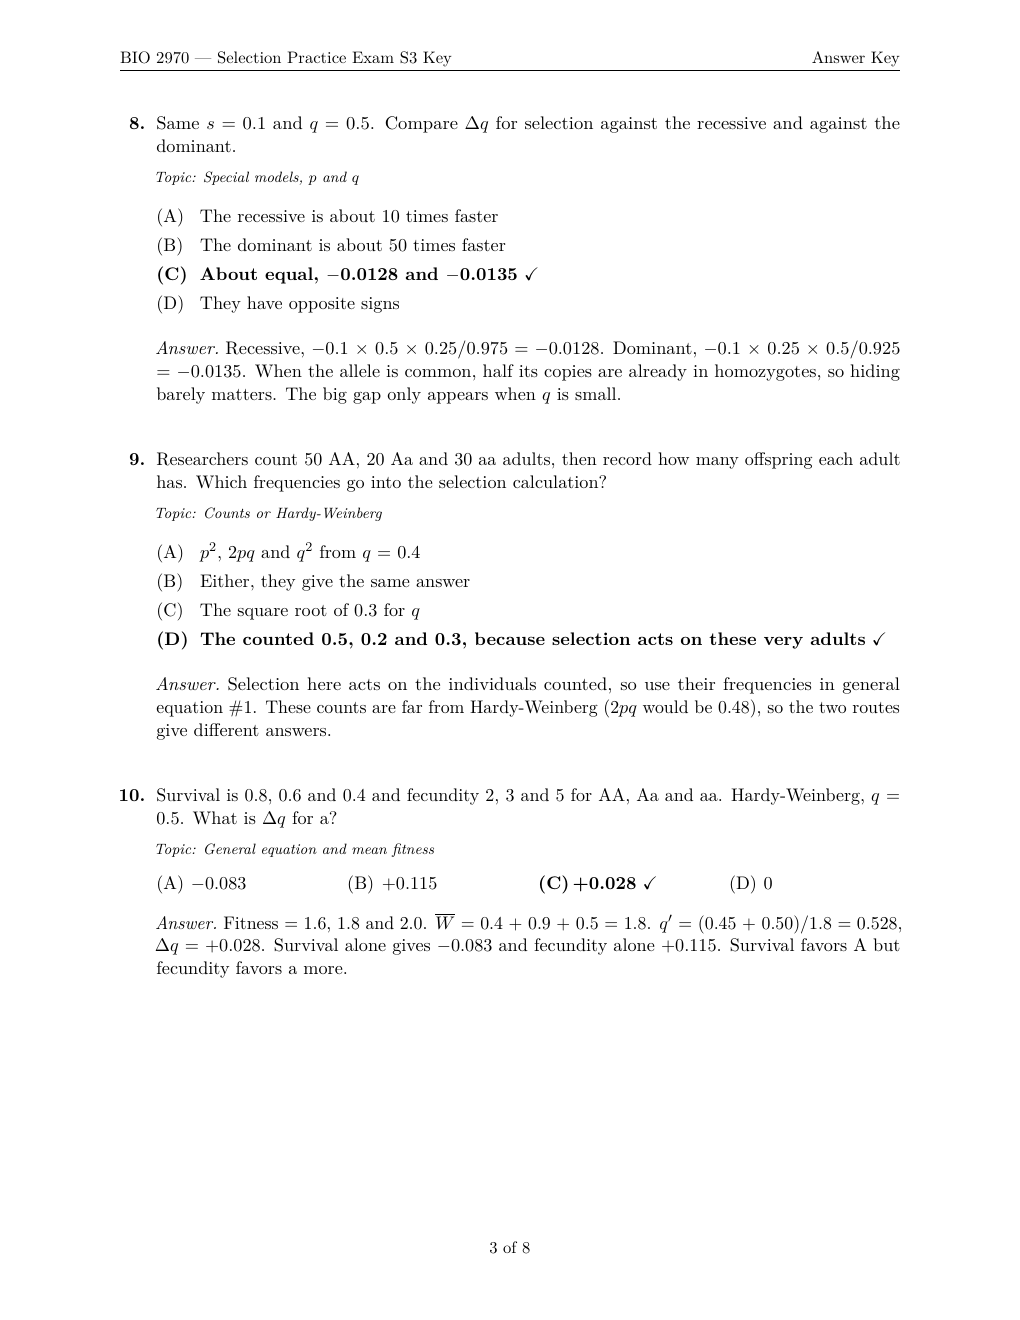 BIO 2970 — Selection Practice Exam S3 Key Answer Key
8. Same s = 0.1 and q = 0.5. Compare Δq for selection against the recessive and against the
dominant.
Topic: Special models, p and q
(A) The recessive is about 10 times faster
(B) The dominant is about 50 times faster
(C) About equal, −0.0128 and −0.0135 ✓
(D) They have opposite signs
Answer. Recessive, −0.1 × 0.5 × 0.25/0.975 = −0.0128. Dominant, −0.1 × 0.25 × 0.5/0.925
= −0.0135. When the allele is common, half its copies are already in homozygotes, so hiding
barely matters. The big gap only appears when q is small.
9. Researchers count 50 AA, 20 Aa and 30 aa adults, then record how many offspring each adult
has. Which frequencies go into the selection calculation?
Topic: Counts or Hardy-Weinberg
(A) p², 2pq and q² from q = 0.4
(B) Either, they give the same answer
(C) The square root of 0.3 for q
(D) The counted 0.5, 0.2 and 0.3, because selection acts on these very adults ✓
Answer. Selection here acts on the individuals counted, so use their frequencies in general
equation #1. These counts are far from Hardy-Weinberg (2pq would be 0.48), so the two routes
give different answers.
10. Survival is 0.8, 0.6 and 0.4 and fecundity 2, 3 and 5 for AA, Aa and aa. Hardy-Weinberg, q =
0.5. What is Δq for a?
Topic: General equation and mean fitness
(A) −0.083 (B) +0.115 (C) +0.028 ✓ (D) 0
Answer. Fitness = 1.6, 1.8 and 2.0. W̅ = 0.4 + 0.9 + 0.5 = 1.8. q′ = (0.45 + 0.50)/1.8 = 0.528,
Δq = +0.028. Survival alone gives −0.083 and fecundity alone +0.115. Survival favors A but
fecundity favors a more.
3 of 8